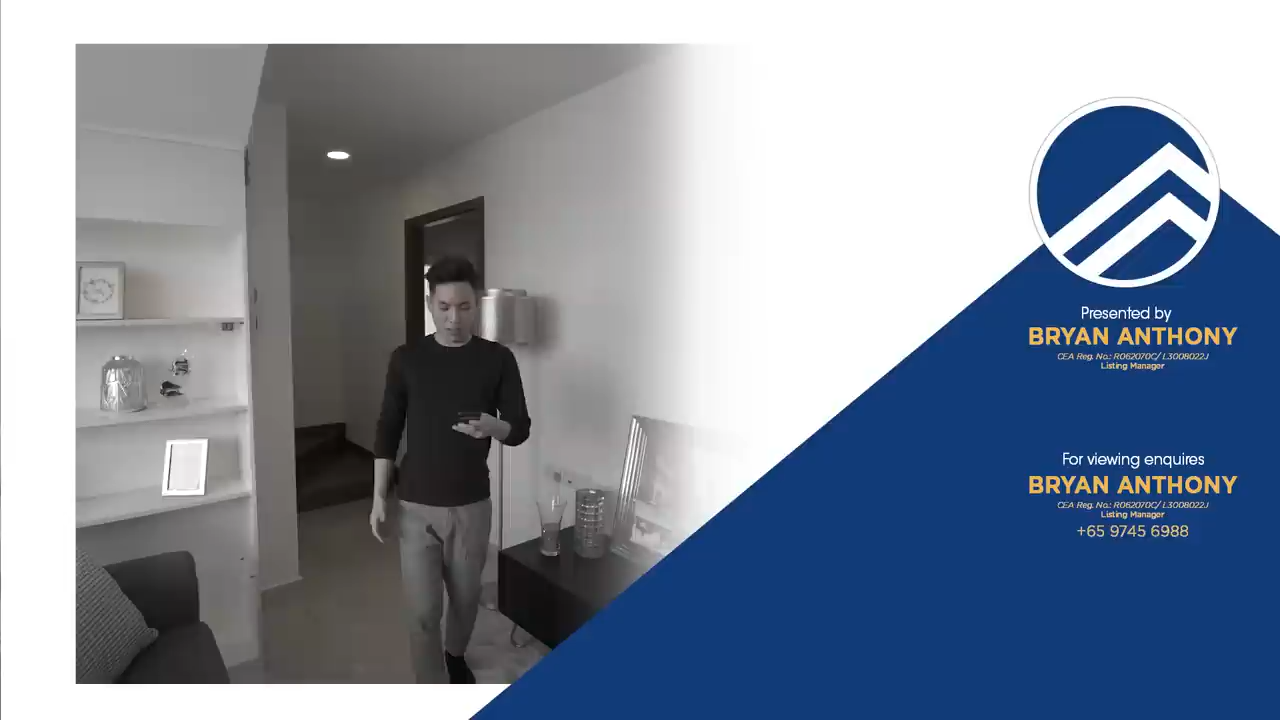 Presented by
BRYAN ANTHONY
CEA Reg. No.: R062070C/ L3008022J
Listing Manager
For viewing enquires
BRYAN ANTHONY
CEA Reg. No.: R062070C/ L3008022J
Listing Manager
+65 9745 6988